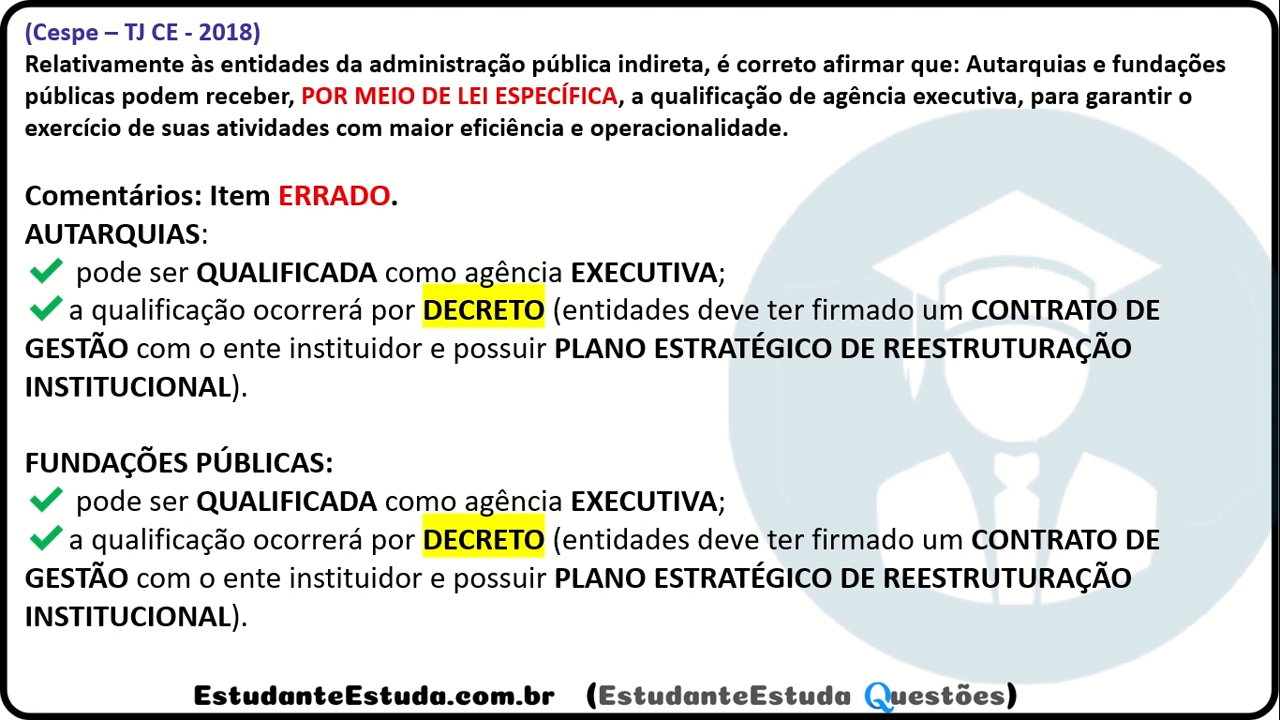 (Cespe – TJ CE - 2018)
Relativamente às entidades da administração pública indireta, é correto afirmar que: Autarquias e fundações
públicas podem receber, POR MEIO DE LEI ESPECÍFICA, a qualificação de agência executiva, para garantir o
exercício de suas atividades com maior eficiência e operacionalidade.
Comentários: Item ERRADO.
AUTARQUIAS:
✔ pode ser QUALIFICADA como agência EXECUTIVA;
✔ a qualificação ocorrerá por DECRETO (entidades deve ter firmado um CONTRATO DE
GESTÃO com o ente instituidor e possuir PLANO ESTRATÉGICO DE REESTRUTURAÇÃO
INSTITUCIONAL).
FUNDAÇÕES PÚBLICAS:
✔ pode ser QUALIFICADA como agência EXECUTIVA;
✔ a qualificação ocorrerá por DECRETO (entidades deve ter firmado um CONTRATO DE
GESTÃO com o ente instituidor e possuir PLANO ESTRATÉGICO DE REESTRUTURAÇÃO
INSTITUCIONAL).
EstudanteEstuda.com.br (EstudanteEstuda Questões)